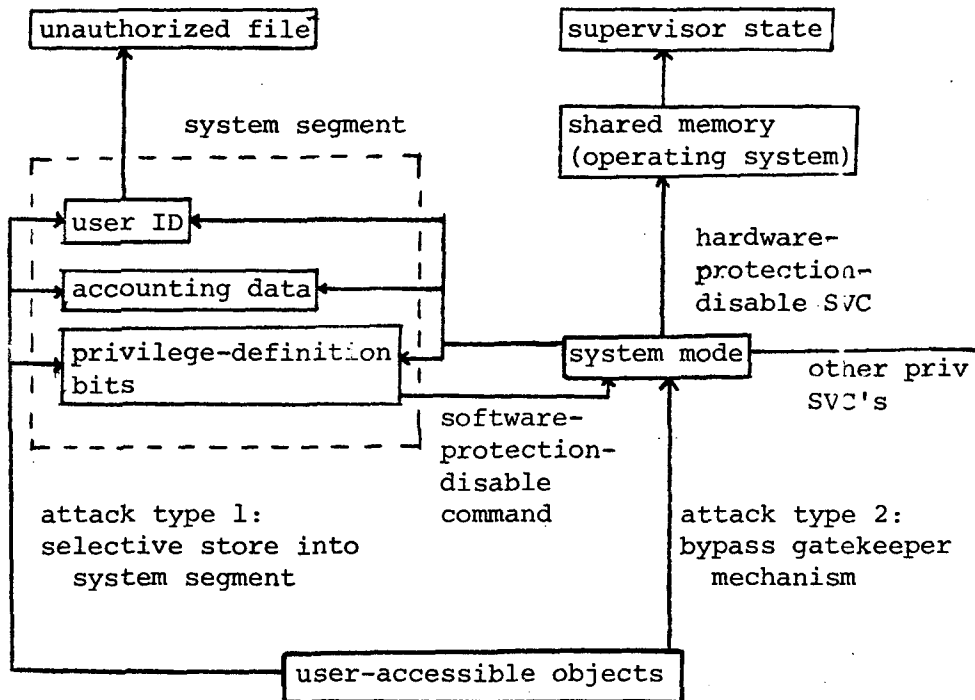 unauthorized file
supervisor state
system segment
shared memory
(operating system)
user ID
hardware-
protection-
disable SVC
accounting data
privilege-definition
bits
system mode
other priv
SVC's
software-
protection-
disable
command
attack type 1:
selective store into
system segment
attack type 2:
bypass gatekeeper
mechanism
user-accessible objects